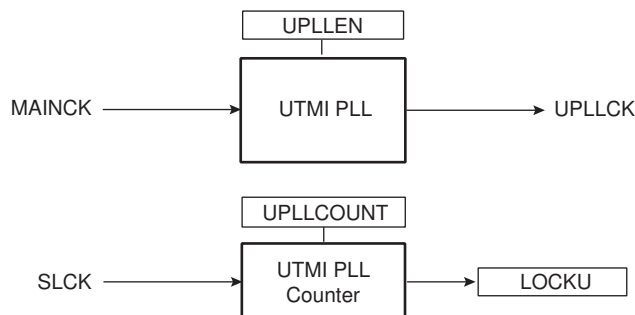 UPLLEN
MAINCK
UTMI PLL
UPLLCK
UPLLCOUNT
SLCK
UTMI PLL
Counter
LOCKU